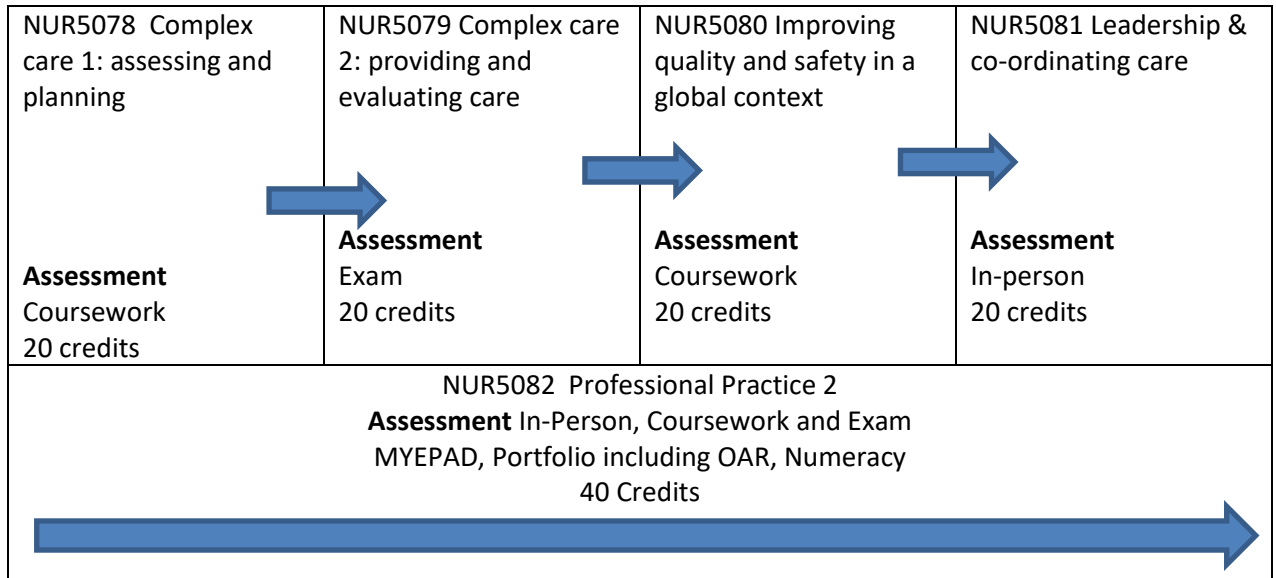 NUR5078  Complex
care 1: assessing and
planning
Assessment
Coursework
20 credits
NUR5079 Complex care
2: providing and
evaluating care
Assessment
Exam
20 credits
NUR5080 Improving
quality and safety in a
global context
Assessment
Coursework
20 credits
NUR5081 Leadership &
co-ordinating care
Assessment
In-person
20 credits
NUR5082  Professional Practice 2
Assessment In-Person, Coursework and Exam
MYEPAD, Portfolio including OAR, Numeracy
40 Credits